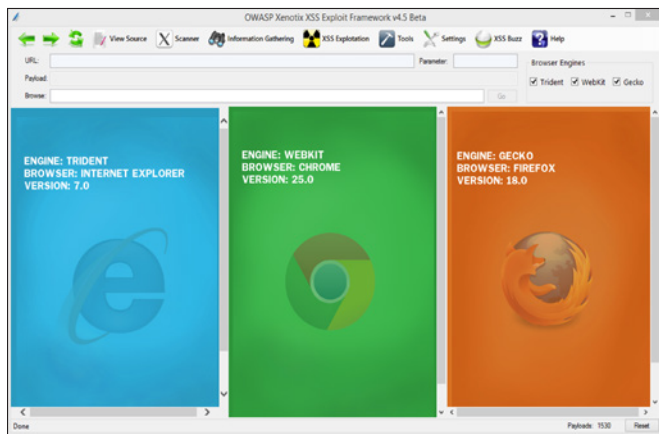 OWASP Xenotix XSS Exploit Framework v4.5 Beta
View Source Scanner Information Gathering XSS Explotation Tools Settings XSS Buzz Help
URL: Parameter: Browser Engines
Payload: Trident WebKit Gecko
Browse: Go
ENGINE: TRIDENT
BROWSER: INTERNET EXPLORER
VERSION: 7.0
ENGINE: WEBKIT
BROWSER: CHROME
VERSION: 25.0
ENGINE: GECKO
BROWSER: FIREFOX
VERSION: 18.0
Done Payloads: 1530 Reset